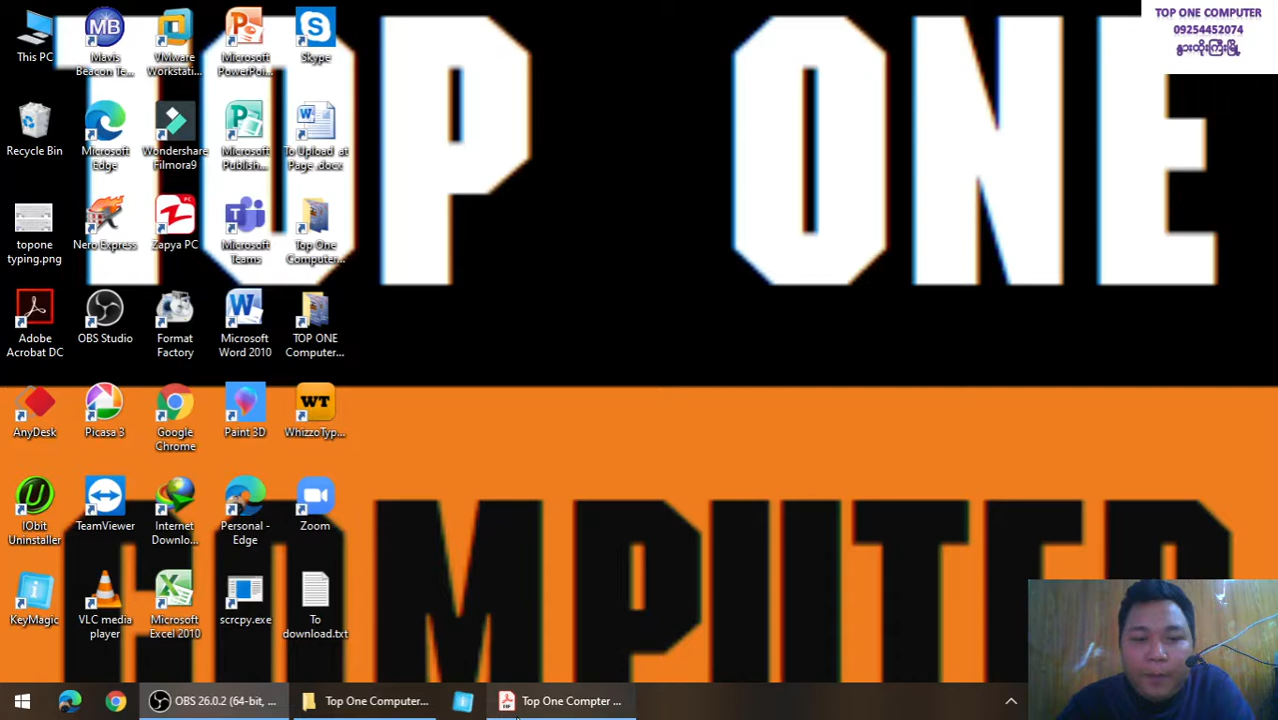 TOP ONE
COMPUTER
TOP ONE COMPUTER
09254452074
နွားထိုးကြီးမြို့
This PC
Mavis
Beacon Te...
VMware
Workstati...
Microsoft
PowerPoi...
Skype
Recycle Bin
Microsoft
Edge
Wondershare
Filmora9
Microsoft
Publish...
To Upload at
Page .docx
topone
typing.png
Nero Express
Zapya PC
Microsoft
Teams
Top One
Computer...
Adobe
Acrobat DC
OBS Studio
Format
Factory
Microsoft
Word 2010
TOP ONE
Computer...
AnyDesk
Picasa 3
Google
Chrome
Paint 3D
WT
WhizzoTyp...
IObit
Uninstaller
TeamViewer
Internet
Downlo...
Personal -
Edge
Zoom
KeyMagic
VLC media
player
Microsoft
Excel 2010
scrcpy.exe
To
download.txt
OBS 26.0.2 (64-bit, ...
Top One Computer...
Top One Compter ...